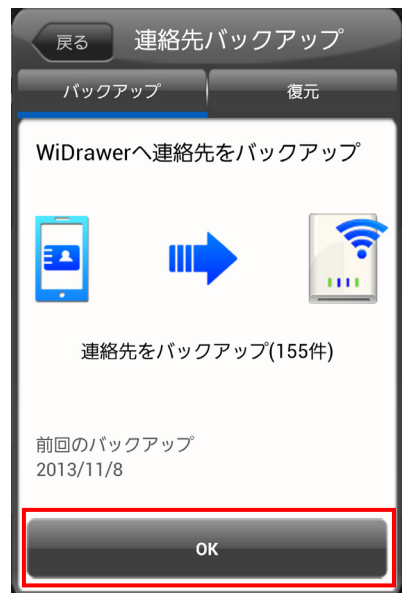 戻る 連絡先バックアップ
バックアップ 復元
WiDrawerへ連絡先をバックアップ
連絡先をバックアップ(155件)
前回のバックアップ
2013/11/8
OK